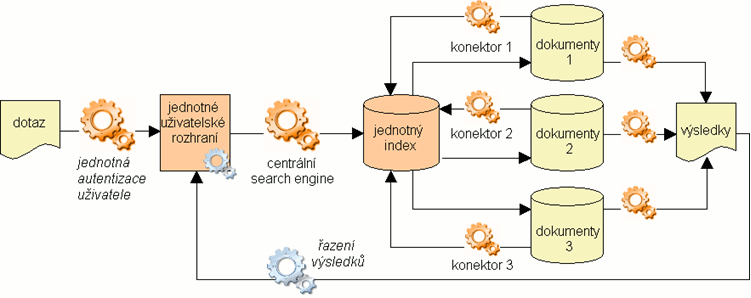 dotaz
jednotná
autentizace
uživatele
jednotné
uživatelské
rozhraní
centrální
search engine
jednotný
index
konektor 1
dokumenty
1
konektor 2
dokumenty
2
konektor 3
dokumenty
3
výsledky
řazení
výsledků